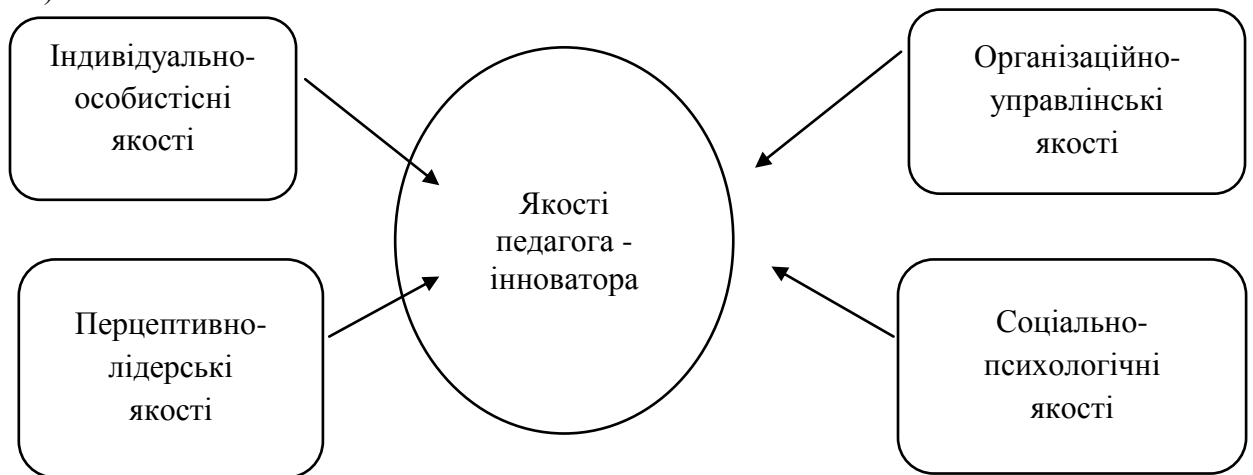 )
Індивідуально-
особистісні
якості
Організаційно-
управлінські
якості
Якості
педагога -
інноватора
Перцептивно-
лідерські
якості
Соціально-
психологічні
якості